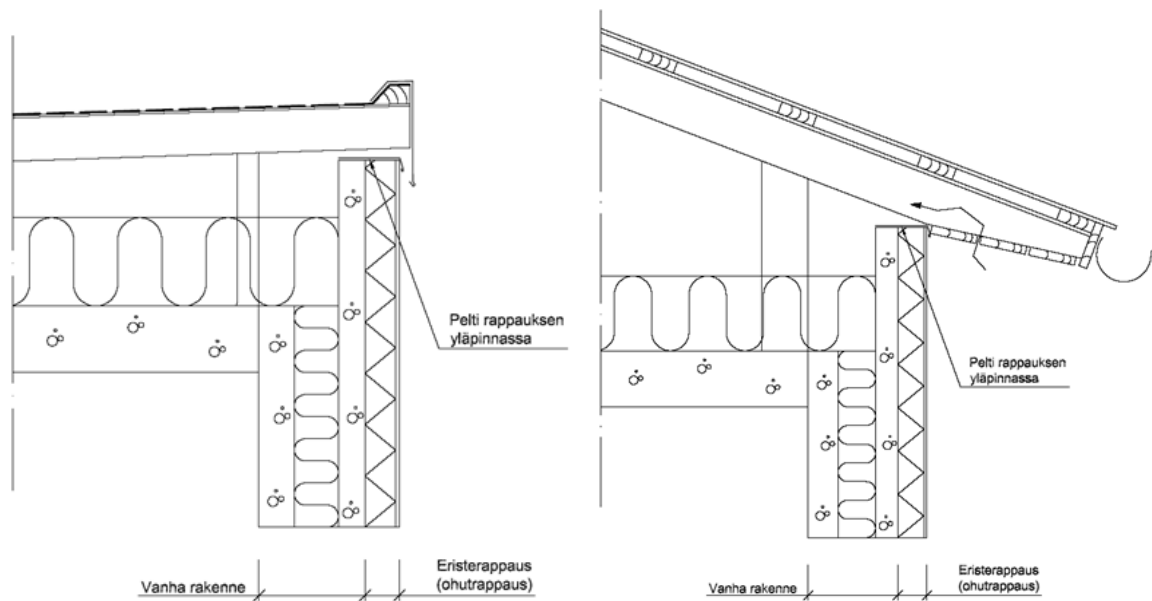 Pelti rappauksen
yläpinnassa
Vanha rakenne
Eristerappaus
(ohutrappaus)
Pelti rappauksen
yläpinnassa
Vanha rakenne
Eristerappaus
(ohutrappaus)